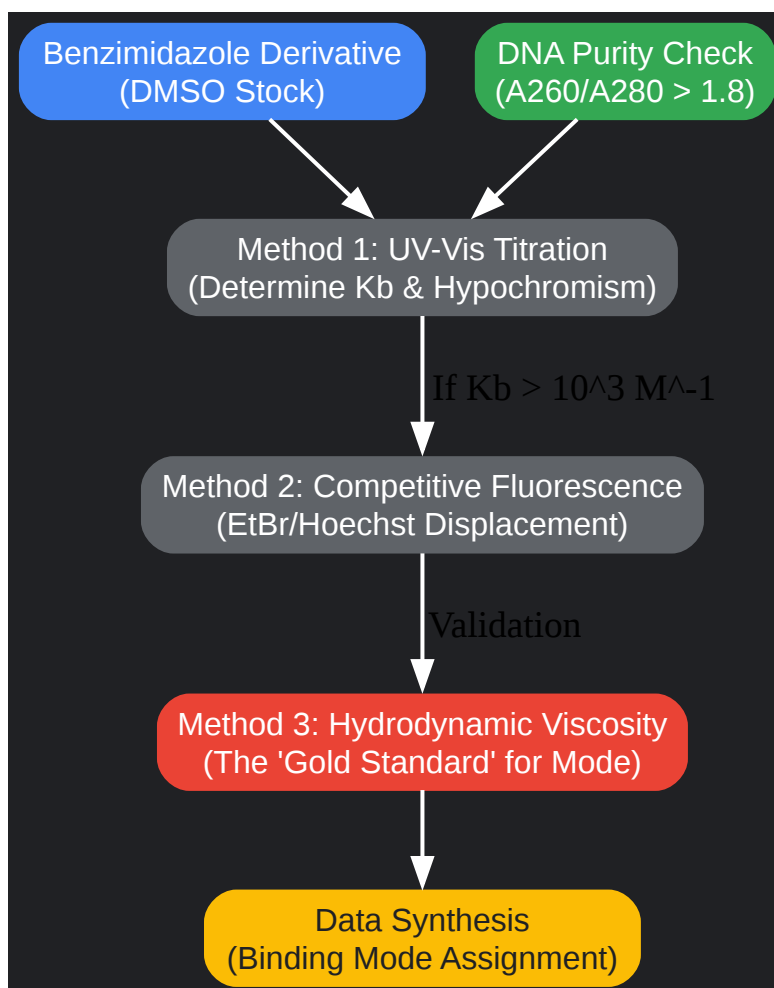 Benzimidazole Derivative
(DMSO Stock)
DNA Purity Check
(A260/A280 > 1.8)
Method 1: UV-Vis Titration
(Determine Kb & Hypochromism)
If Kb > 10^3 M^-1
Method 2: Competitive Fluorescence
(EtBr/Hoechst Displacement)
Validation
Method 3: Hydrodynamic Viscosity
(The 'Gold Standard' for Mode)
Data Synthesis
(Binding Mode Assignment)